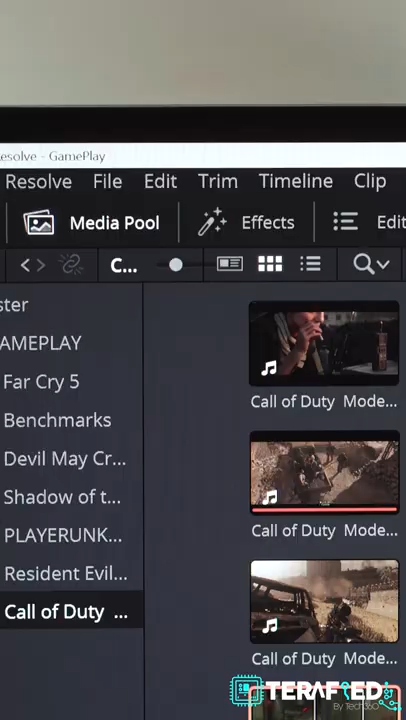 esolve - GamePlay
Resolve File Edit Trim Timeline Clip
Media Pool Effects Edit
C...
ster
AMEPLAY
Far Cry 5
Benchmarks
Devil May Cr...
Shadow of t...
PLAYERUNK...
Resident Evil...
Call of Duty ...
Call of Duty Mode...
Call of Duty Mode...
Call of Duty Mode...
By Tech360